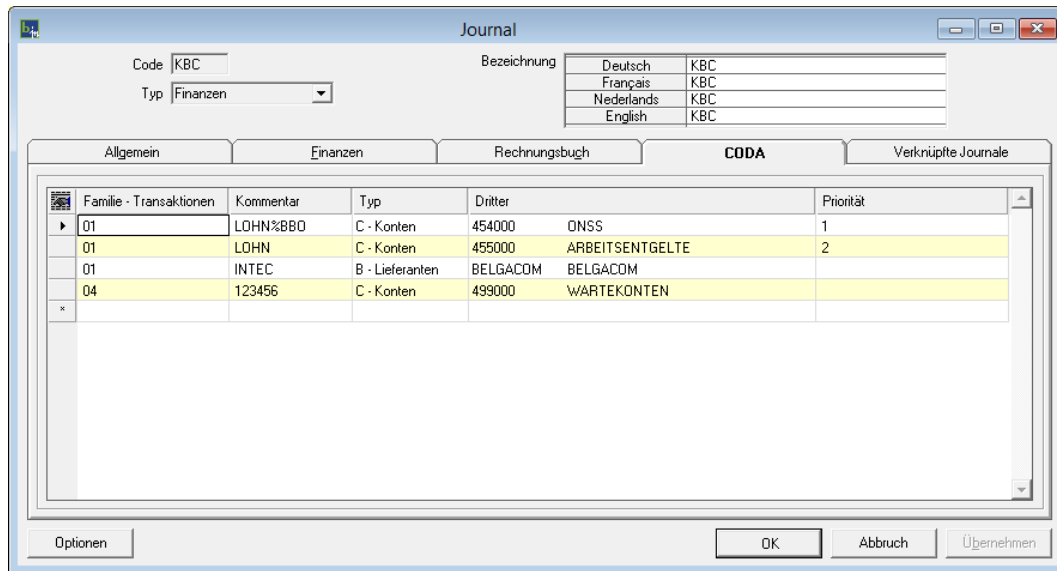 Journal
Code KBC
Typ Finanzen
Bezeichnung
Deutsch KBC
Français KBC
Nederlands KBC
English KBC
Allgemein Finanzen Rechnungsbuch CODA Verknüpfte Journale
Familie - Transaktionen Kommentar Typ Dritter Priorität
01 LOHN%BBO C - Konten 454000 ONSS 1
01 LOHN C - Konten 455000 ARBEITSENTGELTE 2
01 INTEC B - Lieferanten BELGACOM BELGACOM
04 123456 C - Konten 499000 WARTEKONTEN
Optionen OK Abbruch Übernehmen